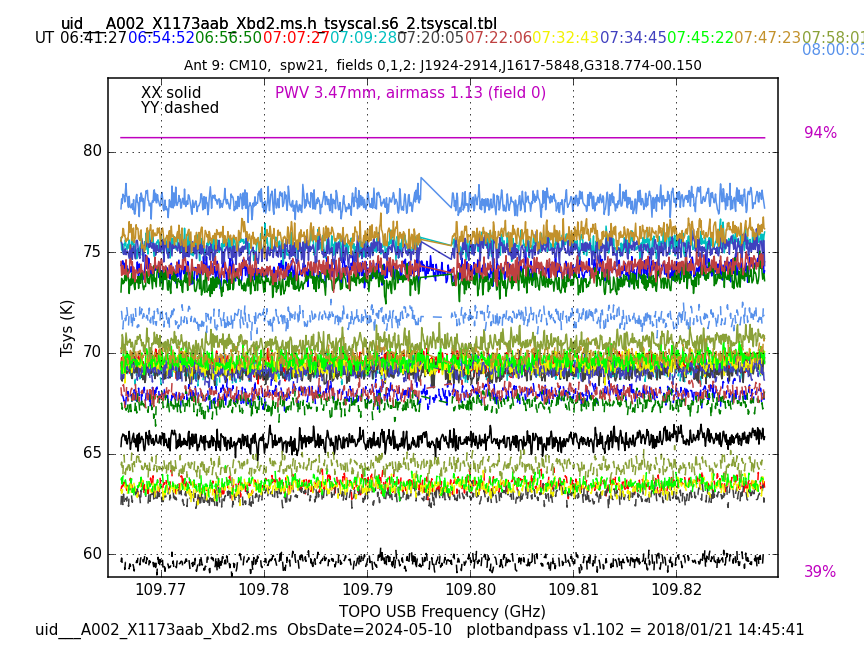 uid___A002_X1173aab_Xbd2.ms.h_tsyscal.s6_2.tsyscal.tbl
UT 06:41:27 06:54:52 06:56:50 07:07:27 07:09:28 07:20:05 07:22:06 07:32:43 07:34:45 07:45:22 07:47:23 07:58:01
08:00:03
Ant 9: CM10,  spw21,  fields 0,1,2: J1924-2914,J1617-5848,G318.774-00.150
XX solid
PWV 3.47mm, airmass 1.13 (field 0)
YY dashed
94%
80
75
70
65
60
Tsys (K)
39%
109.77 109.78 109.79 109.80 109.81 109.82
TOPO USB Frequency (GHz)
uid___A002_X1173aab_Xbd2.ms  ObsDate=2024-05-10   plotbandpass v1.102 = 2018/01/21 14:45:41